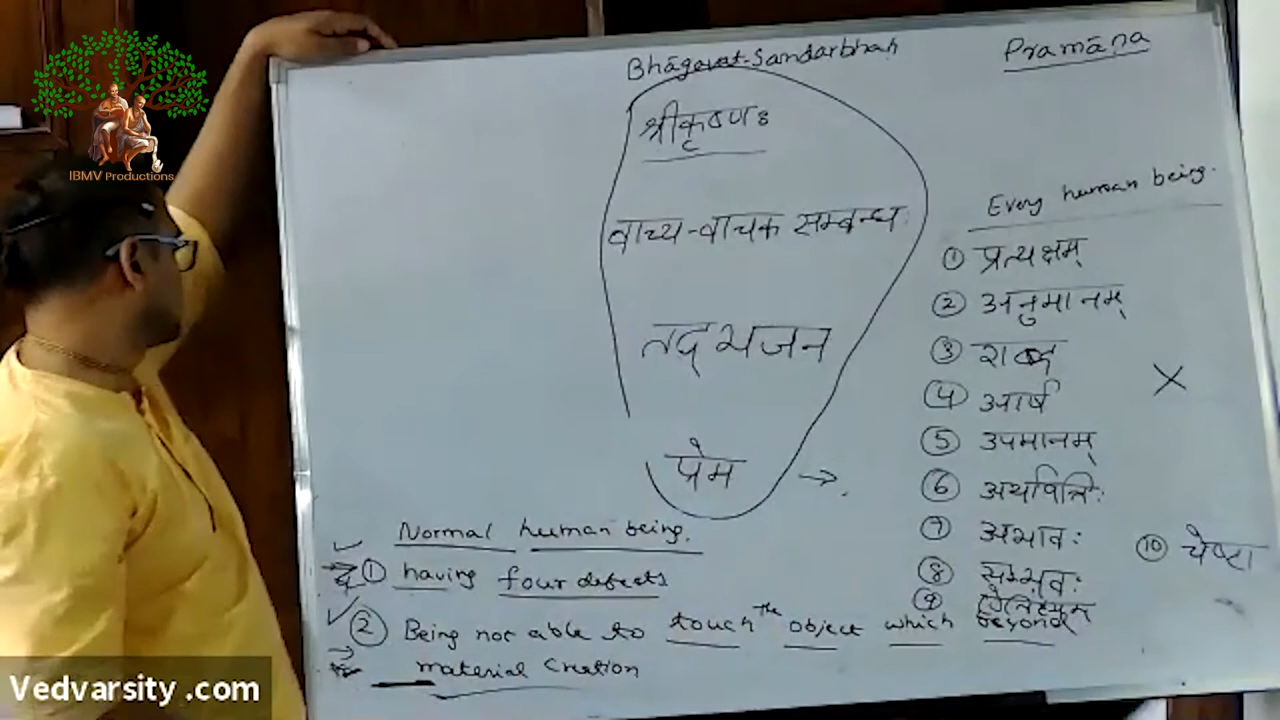 IBMV Productions
Bhāgavat-Sandarbhaḥ
Pramāṇa
श्रीकृष्णः
वाच्य-वाचक सम्बन्धः
तद् भजन
प्रेम →
Every human being.
① प्रत्यक्षम्
② अनुमानम्
③ शब्द
④ आर्ष
⑤ उपमानम्
⑥ अर्थापत्तिः
⑦ अभावः
⑧ सम्भवः
⑨ ऐतिह्यम्
⑩ चेष्टा
Normal human being.
① having four defects
② Being not able to touch The object which beyond
material Creation
Vedvarsity .com